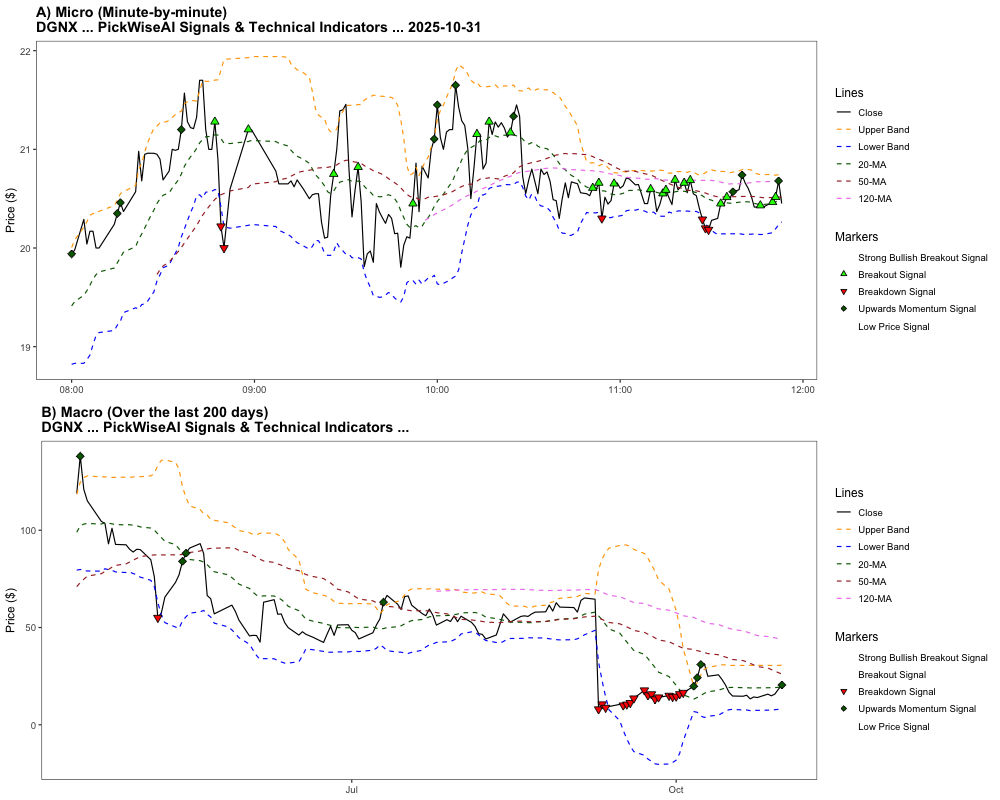 A) Micro (Minute-by-minute)
DGNX ... PickWiseAI Signals & Technical Indicators ... 2025-10-31
22
21
20
19
Price ($)
08:00
09:00
10:00
11:00
12:00
Lines
Close
Upper Band
Lower Band
20-MA
50-MA
120-MA
Markers
Strong Bullish Breakout Signal
Breakout Signal
Breakdown Signal
Upwards Momentum Signal
Low Price Signal
B) Macro (Over the last 200 days)
DGNX ... PickWiseAI Signals & Technical Indicators ...
100
50
0
Price ($)
Jul
Oct
Lines
Close
Upper Band
Lower Band
20-MA
50-MA
120-MA
Markers
Strong Bullish Breakout Signal
Breakout Signal
Breakdown Signal
Upwards Momentum Signal
Low Price Signal